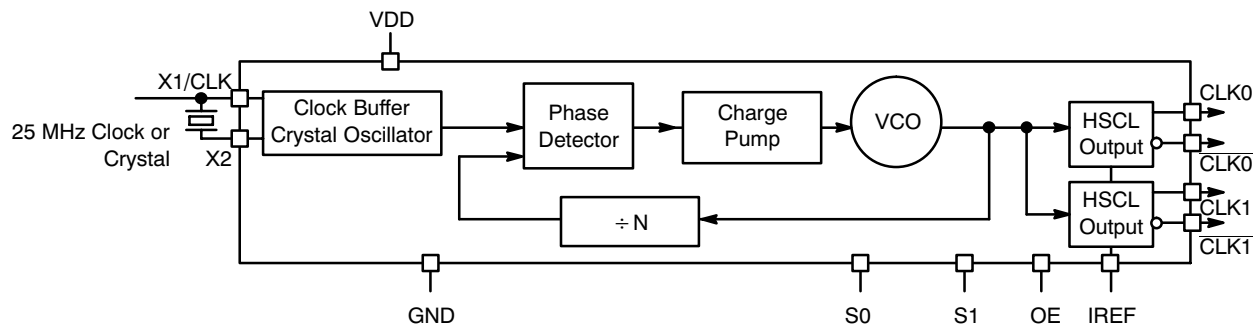 VDD
X1/CLK
25 MHz Clock or
Crystal
X2
Clock Buffer
Crystal Oscillator
Phase
Detector
Charge
Pump
VCO
÷ N
HSCL
Output
HSCL
Output
CLK0
CLK0
CLK1
CLK1
GND
S0
S1
OE
IREF